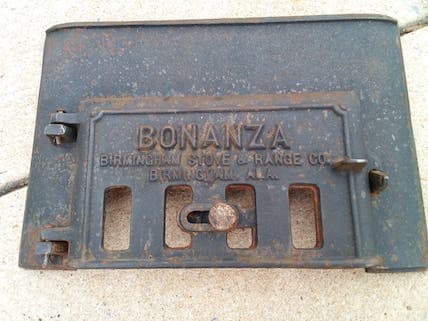 BONANZA
BIRMINGHAM STOVE & RANGE CO.
BIRMINGHAM, ALA.